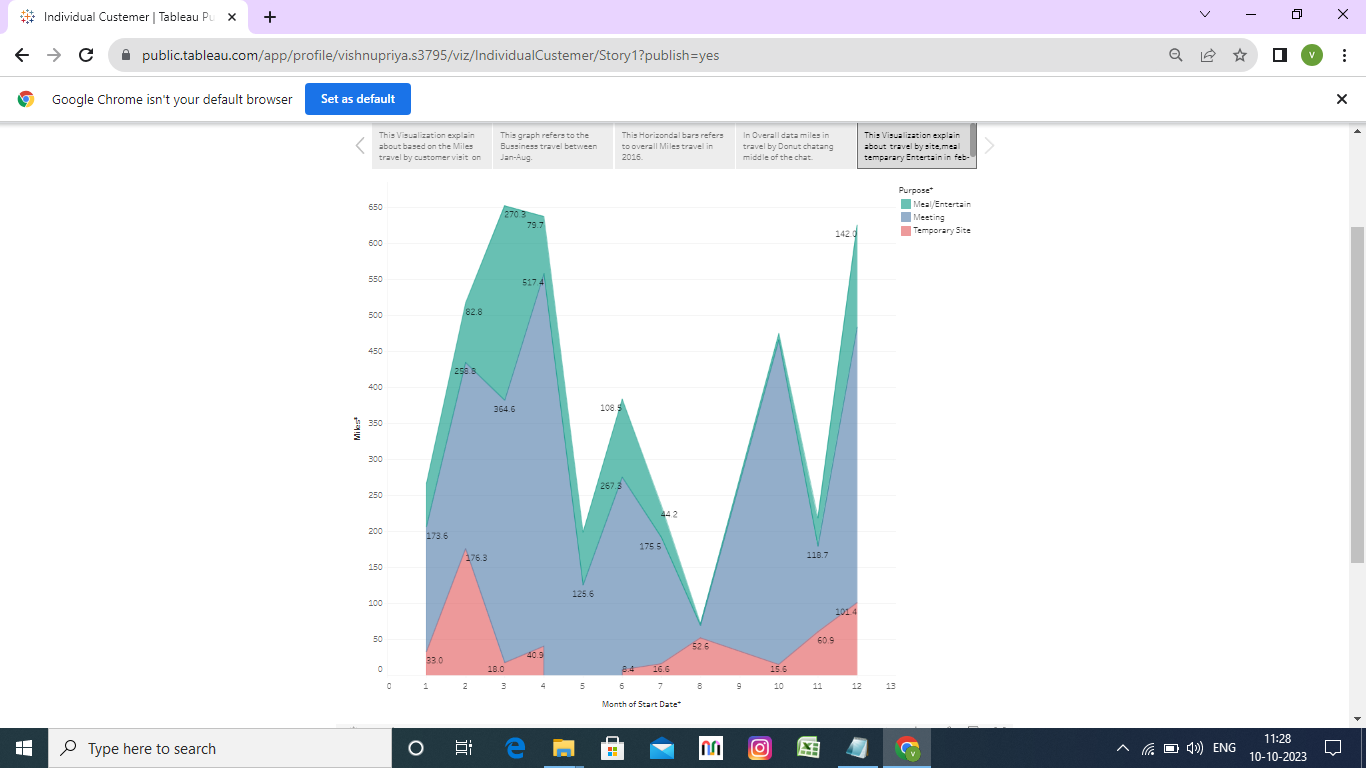 Individual Custemer | Tableau Pu
public.tableau.com/app/profile/vishnupriya.s3795/viz/IndividualCustemer/Story1?publish=yes
V
Google Chrome isn't your default browser
Set as default
This Visualization explain
about based on the Miles
travel by customer visit on
This graph refers to the
Bussiness travel between
Jan-Aug.
This Horizondal bars refers
to overall Miles travel in
2016.
In Overall data miles in
travel by Donut chatang
middle of the chat.
This Visualization explain
about travel by site,meal
temparary Entertain in feb-
Purpose*
Meal/Entertain
Meeting
Temporary Site
650
600
550
500
450
400
350
300
250
200
150
100
50
0
Miles*
270.3
79.7
142.0
517.4
82.8
258.8
364.6
108.5
267.3
44.2
175.5
173.6
176.3
125.6
118.7
101.4
33.0
18.0
40.9
8.4
16.6
52.6
15.6
60.9
0 1 2 3 4 5 6 7 8 9 10 11 12 13
Month of Start Date*
Type here to search
ENG
11:28
10-10-2023